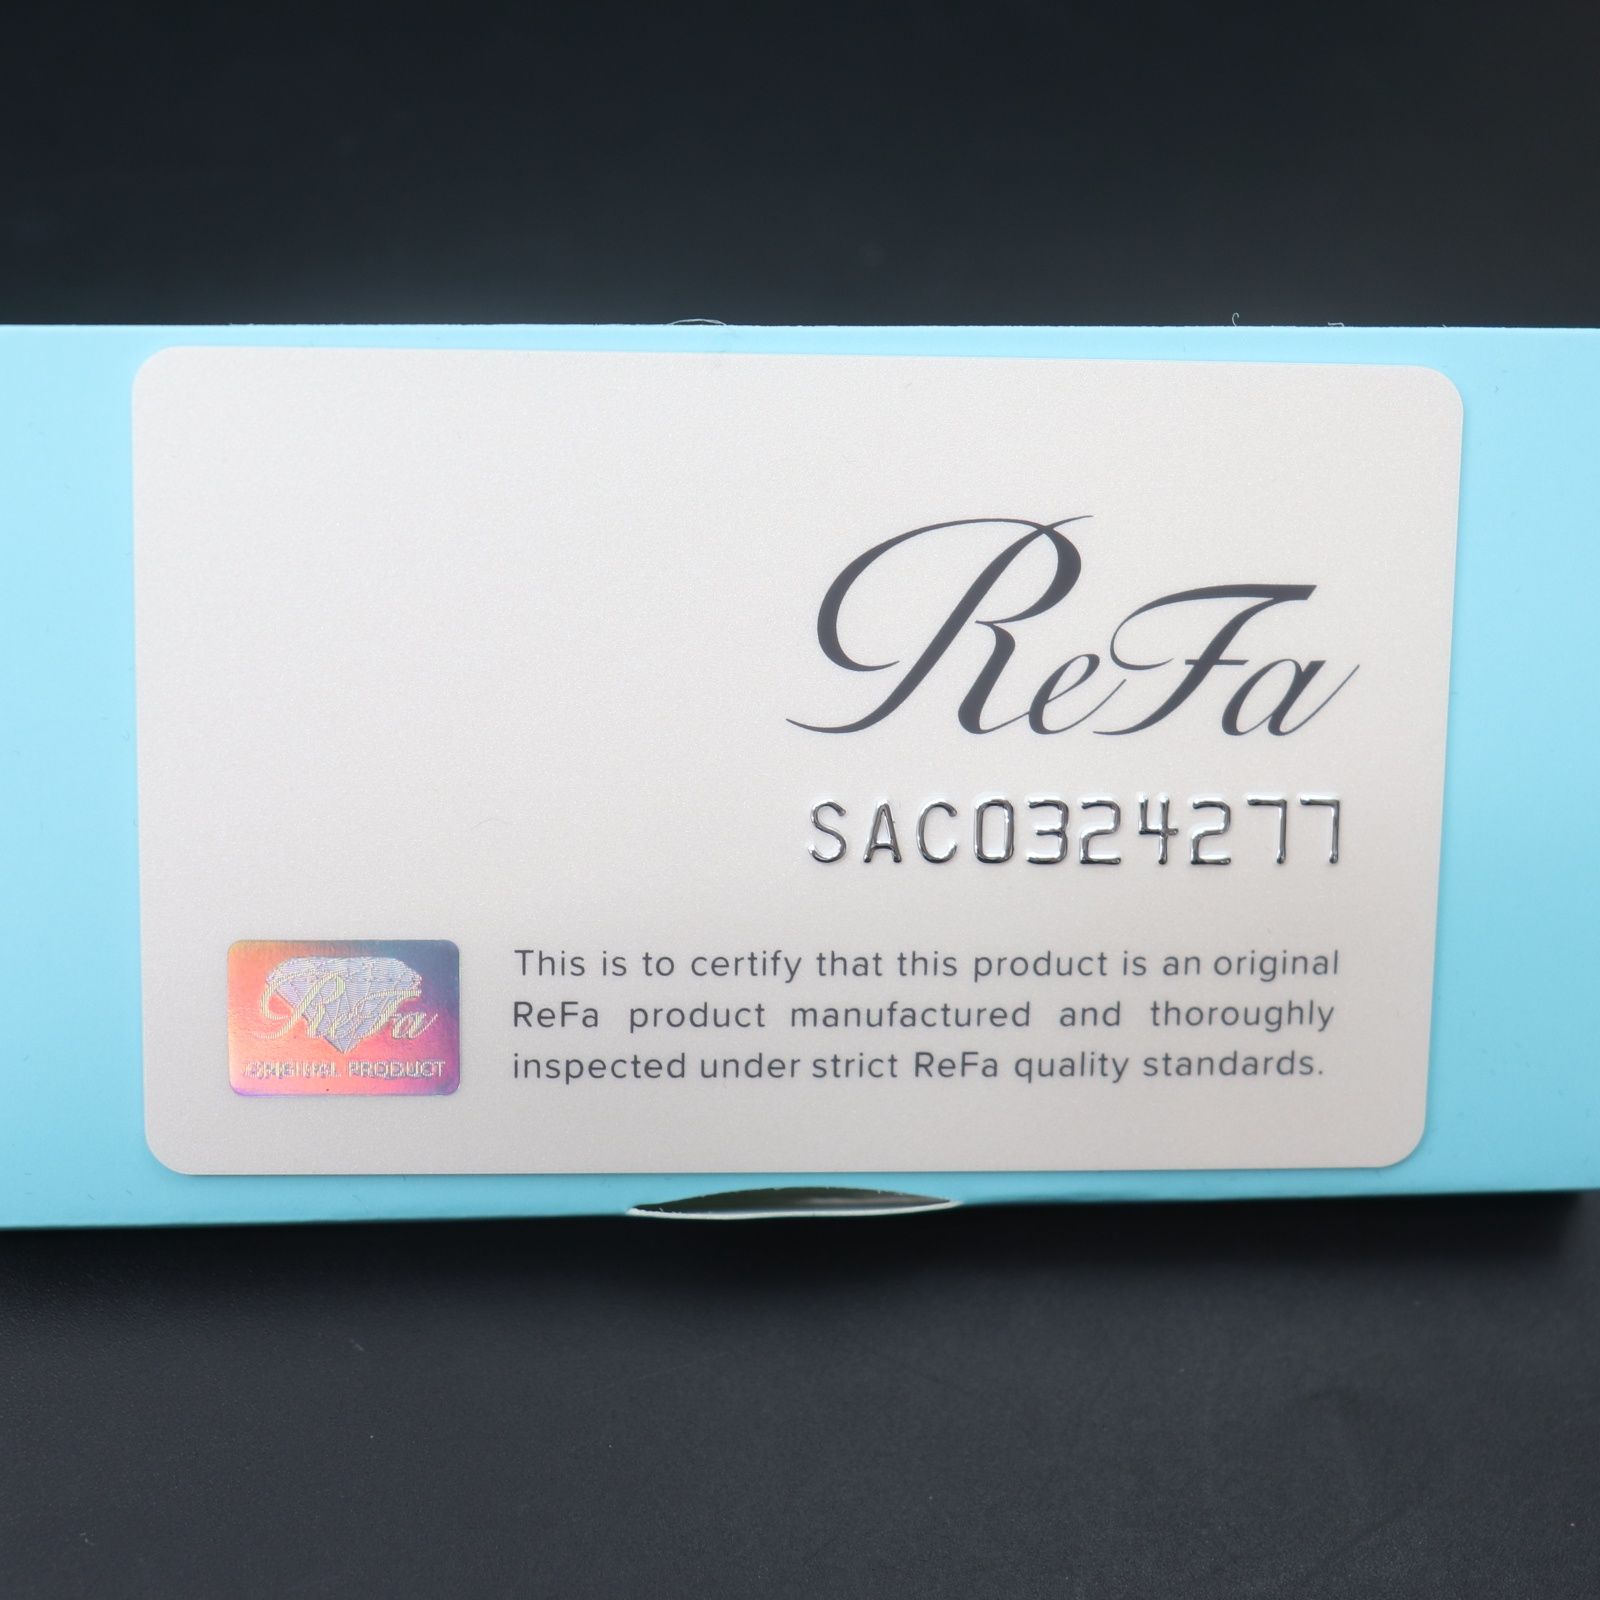 ReFa
SAC0324277
ReFa
ORIGINAL PRODUCT
This is to certify that this product is an original
ReFa product manufactured and thoroughly
inspected under strict ReFa quality standards.